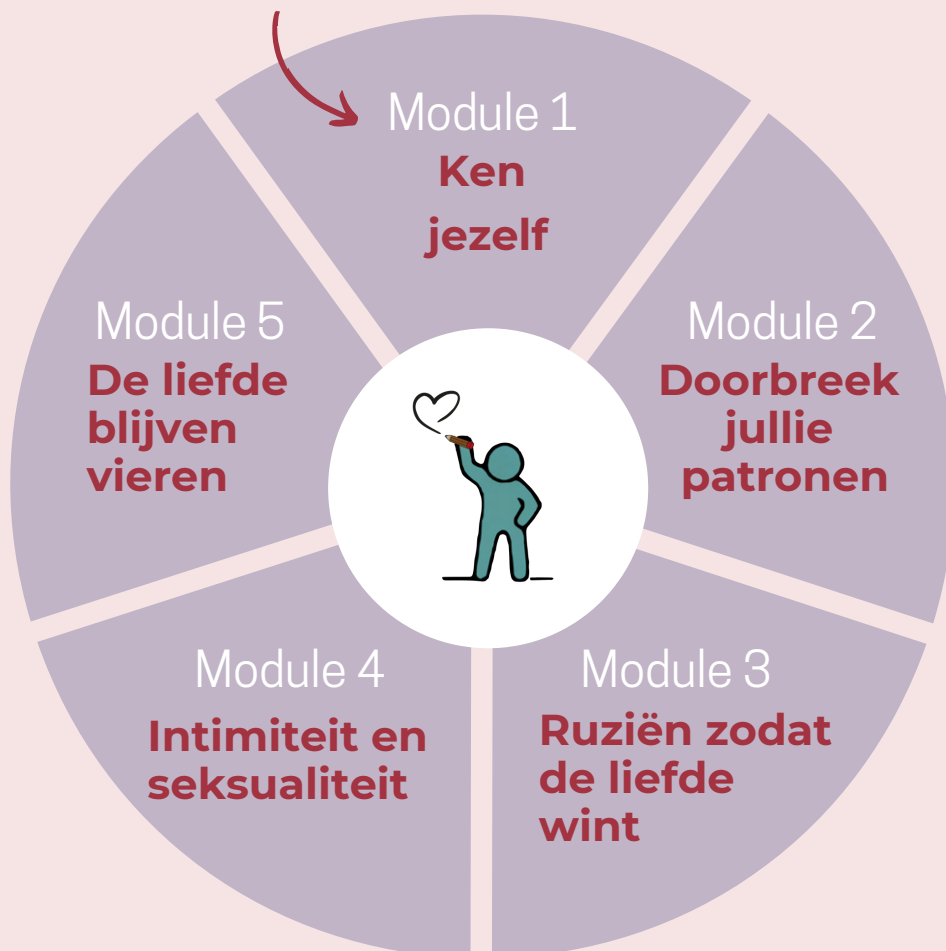 Module 1
Ken
jezelf
Module 2
Doorbreek
jullie
patronen
Module 3
Ruziën zodat
de liefde
wint
Module 4
Intimiteit en
seksualiteit
Module 5
De liefde
blijven
vieren